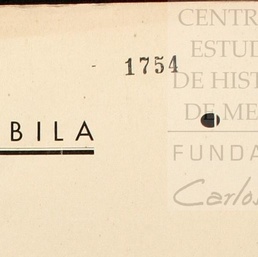 CENTR
ESTUD
DE HIST
DE ME
1754
BILA
FUNDA
Carlos